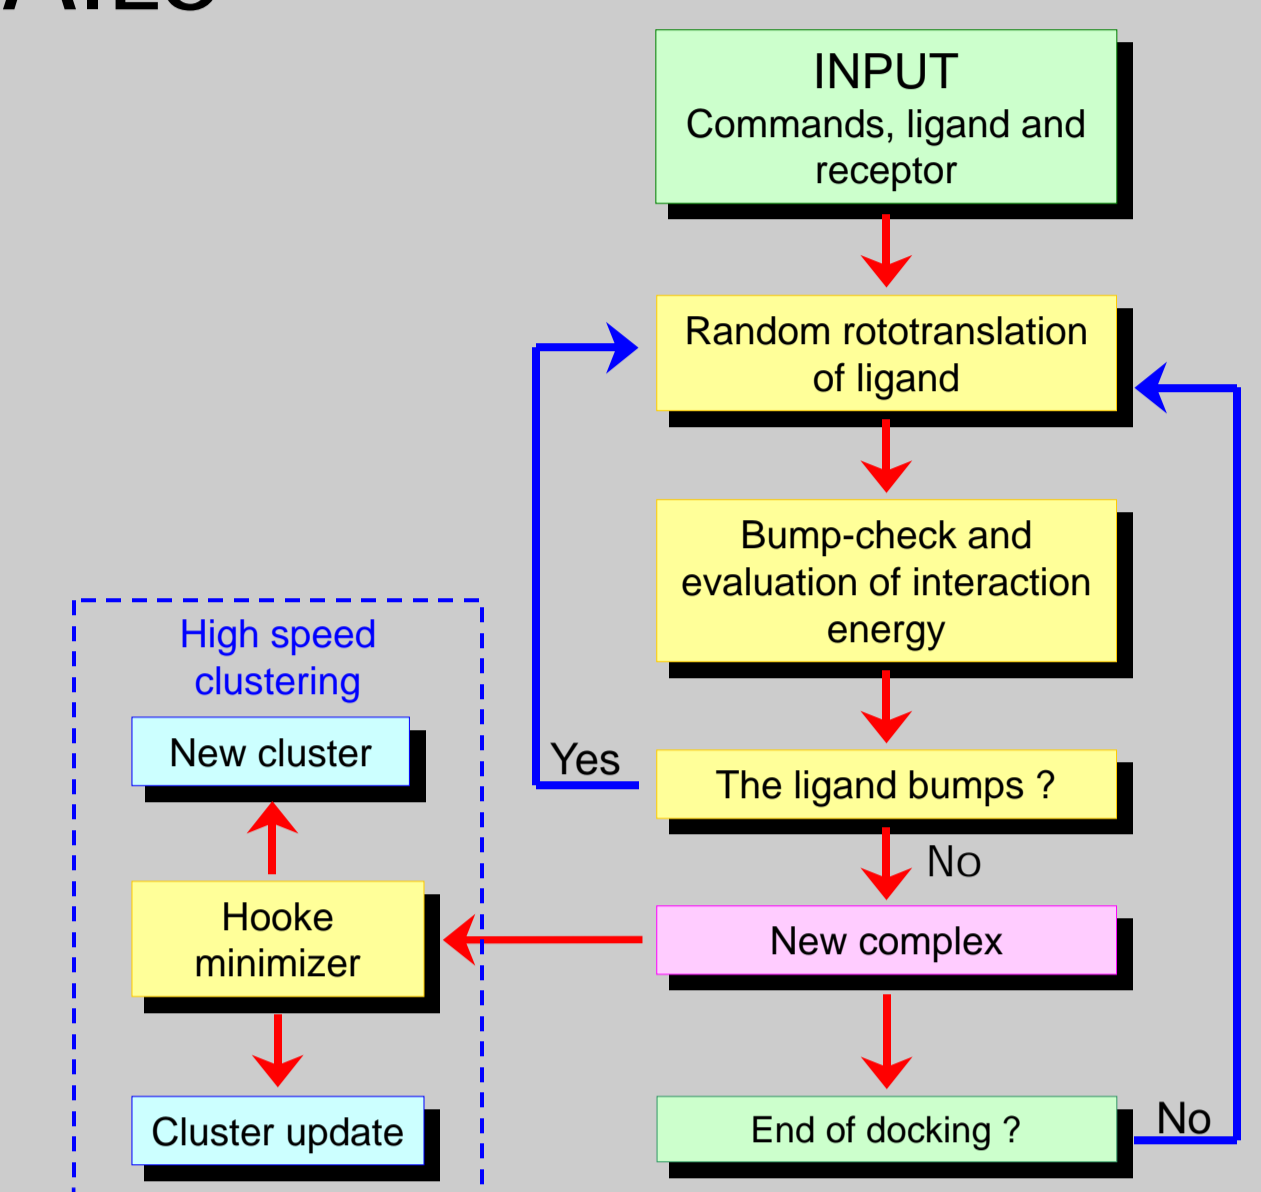 INPUT
Commands, ligand and
receptor
Random rototranslation
of ligand
Bump-check and
evaluation of interaction
energy
The ligand bumps ?
Yes
No
New complex
End of docking ?
No
High speed
clustering
New cluster
Hooke
minimizer
Cluster update